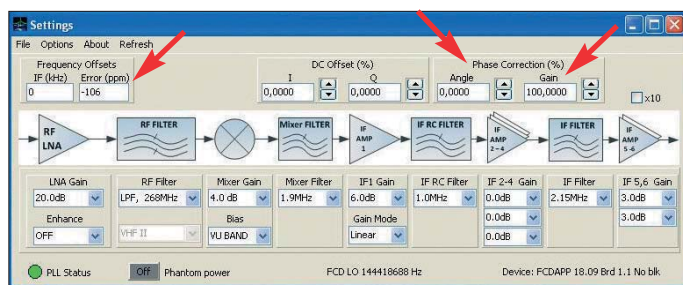 Settings
File Options About Refresh
Frequency Offsets
IF (kHz) Error (ppm)
0 -106
DC Offset (%)
I Q
0,0000 0,0000
Phase Correction (%)
Angle Gain
0,0000 100,0000
x10
RF LNA
RF FILTER
Mixer FILTER
IF AMP 1
IF RC FILTER
IF AMP 2-4
IF FILTER
IF AMP 5-6
LNA Gain RF Filter Mixer Gain Mixer Filter IF1 Gain IF RC Filter IF 2-4 Gain IF Filter IF 5,6 Gain
20.0dB LPF, 268MHz 4.0 dB 1.9MHz 6.0dB 1.0MHz 0.0dB 2.15MHz 3.0dB
Enhance Bias Gain Mode 0.0dB 3.0dB
OFF VHF II VU BAND Linear 0.0dB
PLL Status Off Phantom power FCD LO 144418688 Hz Device: FCDAPP 18.09 Brd 1.1 No blk